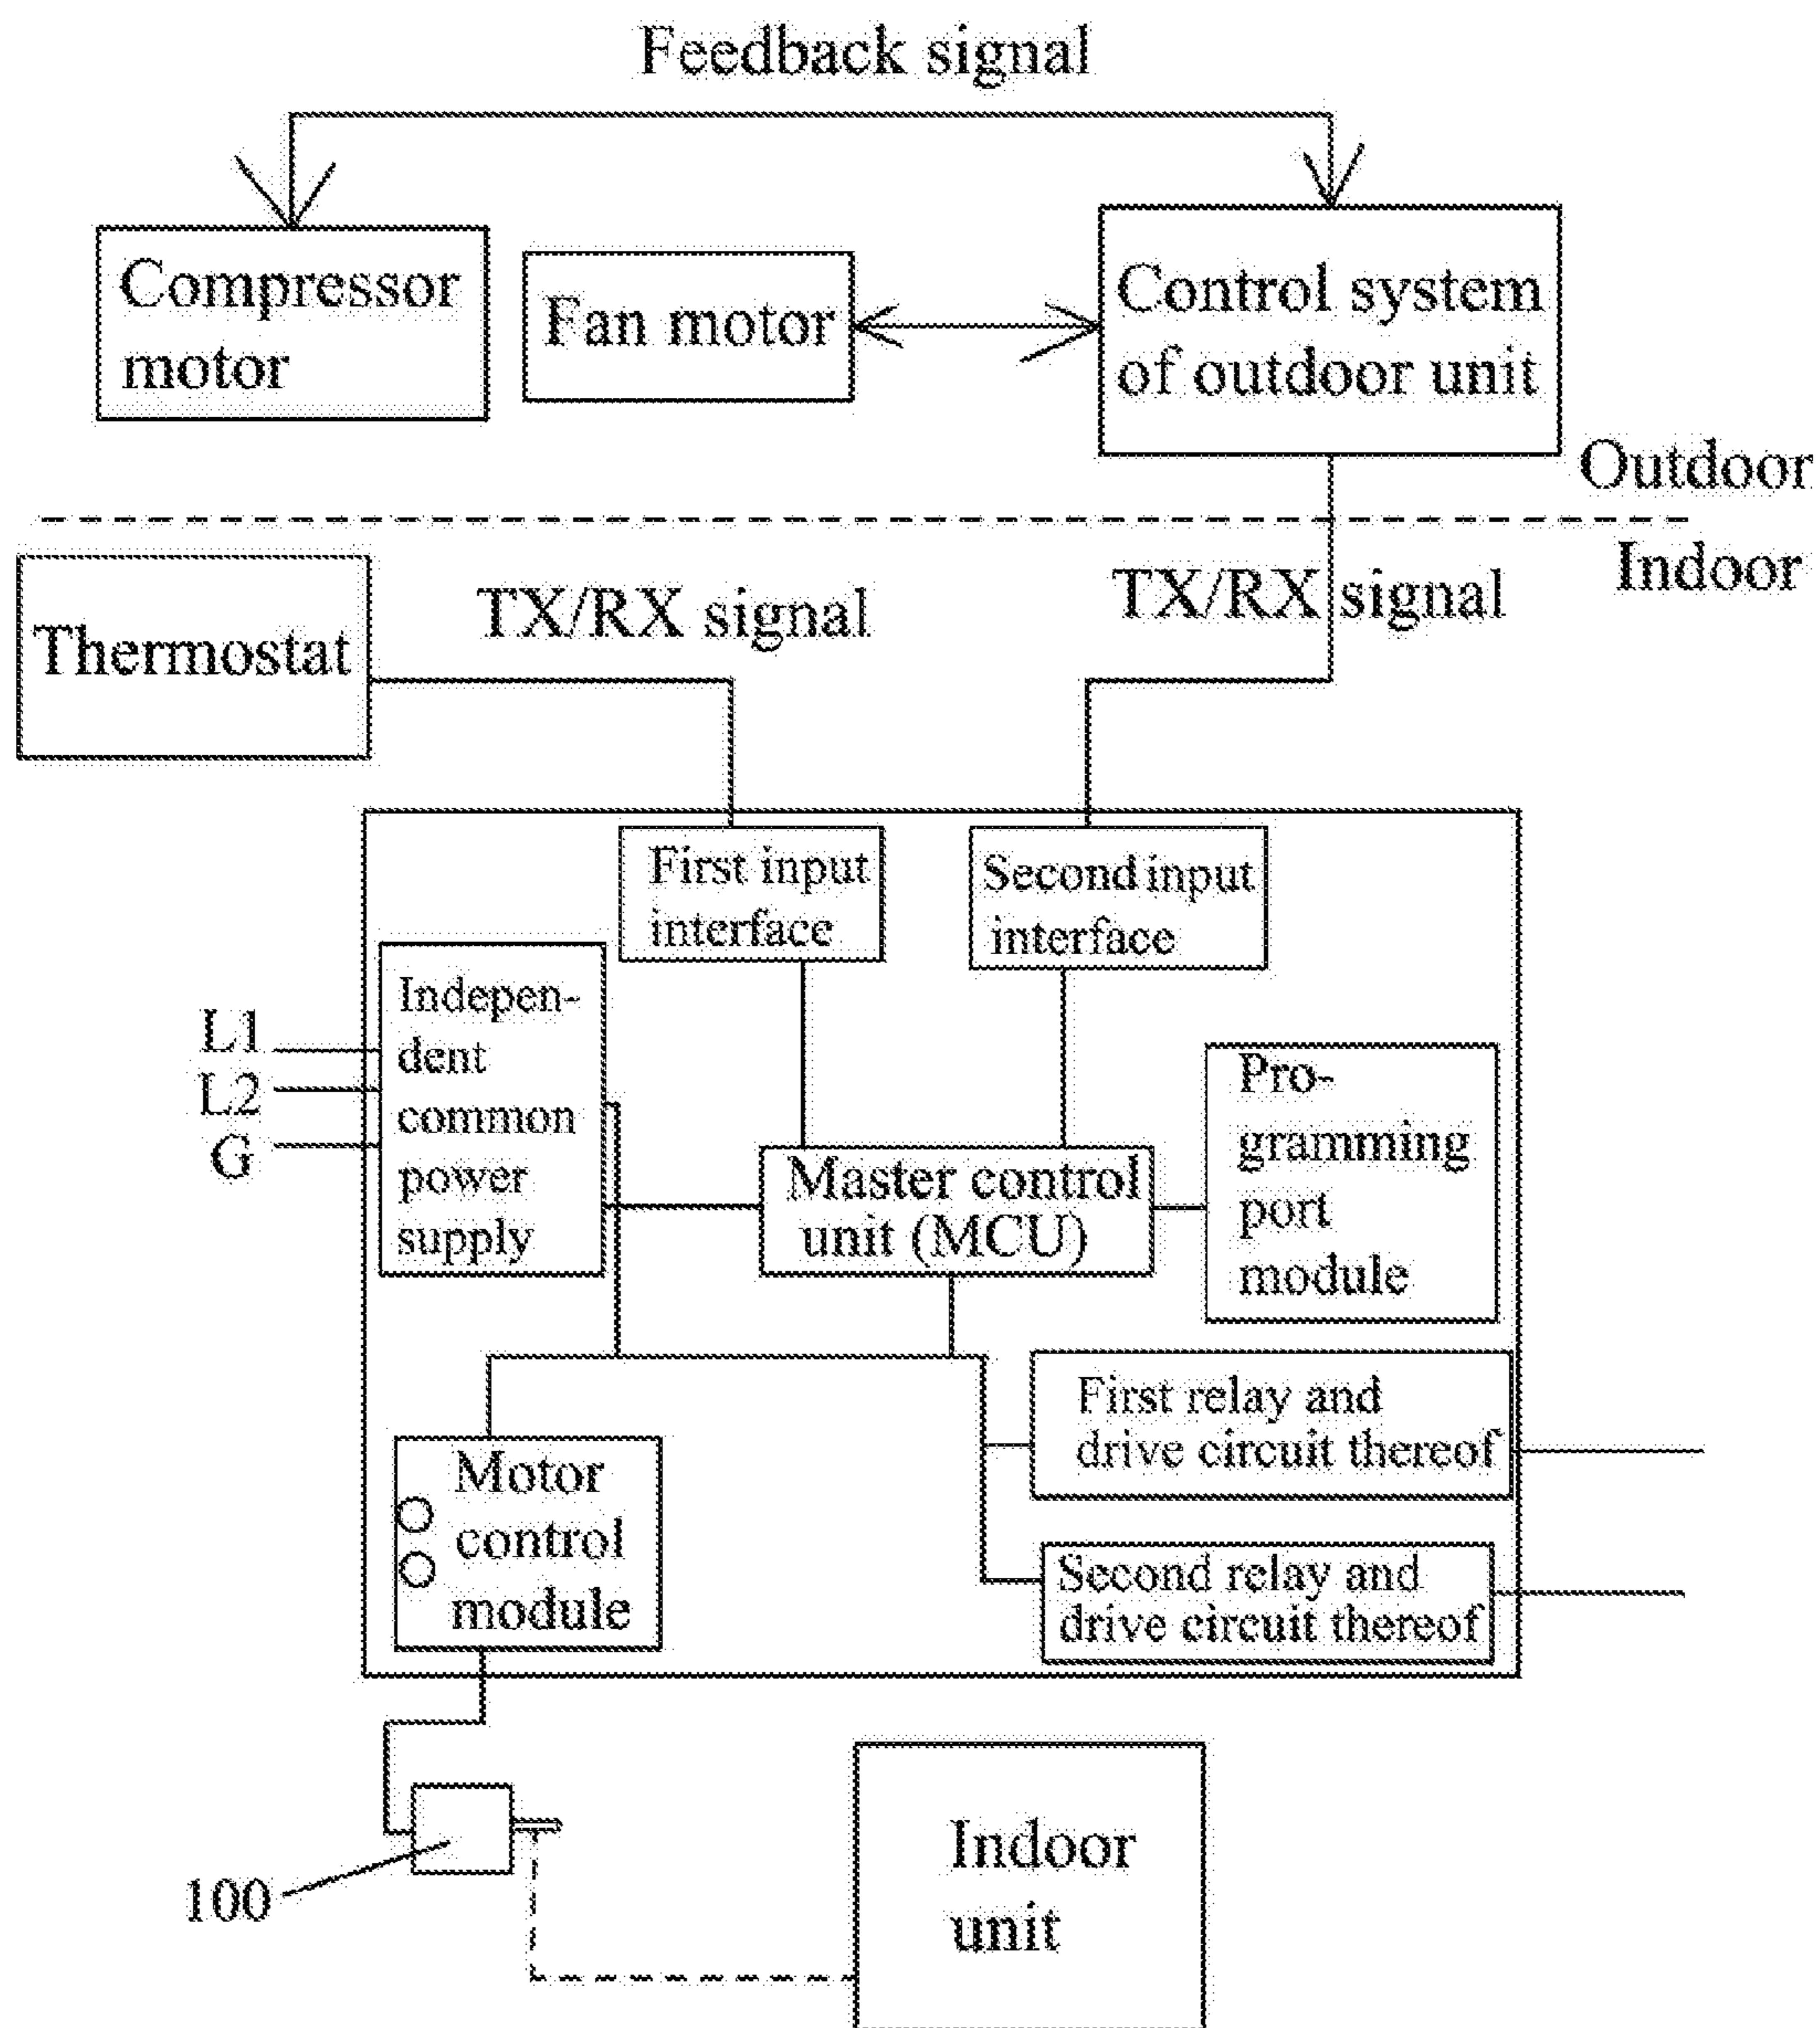 Feedback signal
Compressor
motor
Fan motor
Control system
of outdoor unit
Outdoor
Indoor
Thermostat
TX/RX signal
TX/RX signal
First input
interface
Second input
interface
L1
L2
G
Indepen-
dent
common
power
supply
Master control
unit (MCU)
Pro-
gramming
port
module
First relay and
drive circuit thereof
Second relay and
drive circuit thereof
Motor
control
module
100
Indoor
unit